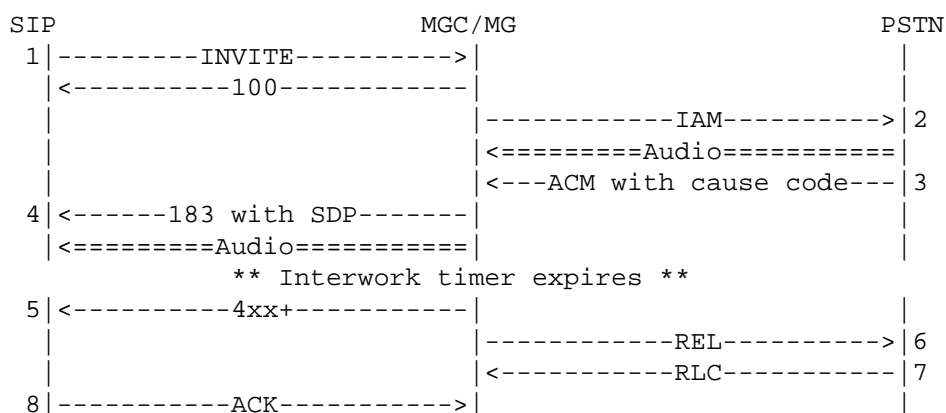 SIP                       MGC/MG                       PSTN
 1|---------INVITE---------->|                          |
  |<----------100------------|                          |
  |                          |------------IAM---------->|2
  |                          |<=========Audio===========|
  |                          |<---ACM with cause code---|3
 4|<------183 with SDP-------|                          |
  |<=========Audio===========|                          |
             ** Interwork timer expires **
 5|<----------4xx+-----------|                          |
  |                          |------------REL---------->|6
  |                          |<-----------RLC-----------|7
 8|-----------ACK----------->|                          |